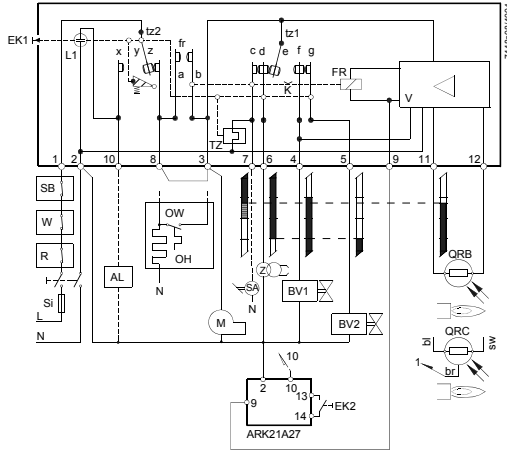 EK1
L1
tz2
x
y
z
fr
a
b
tz1
c
d
e
f
g
K
FR
V
TZ
1
2
10
8
3
7
6
4
5
9
11
12
SB
W
R
Si
L
N
AL
OW
OH
N
M
SA
N
Z
BV1
BV2
QRB
QRC
bl
sw
1
br
10
2
10
9
13
14
EK2
ARK21A27